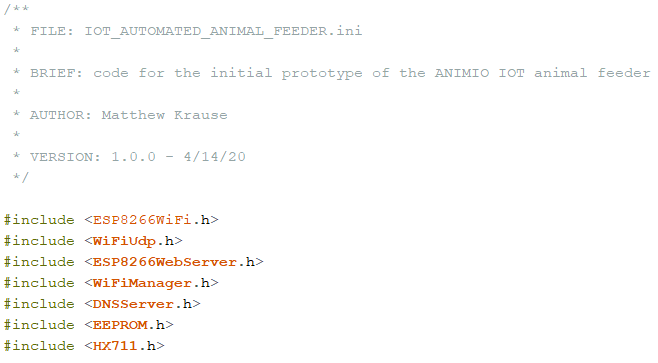 /**
 * FILE: IOT_AUTOMATED_ANIMAL_FEEDER.ini
 *
 * BRIEF: code for the initial prototype of the ANIMIO IOT animal feeder
 *
 * AUTHOR: Matthew Krause
 *
 * VERSION: 1.0.0 - 4/14/20
 */
#include <ESP8266WiFi.h>
#include <WiFiUdp.h>
#include <ESP8266WebServer.h>
#include <WiFiManager.h>
#include <DNSServer.h>
#include <EEPROM.h>
#include <HX711.h>